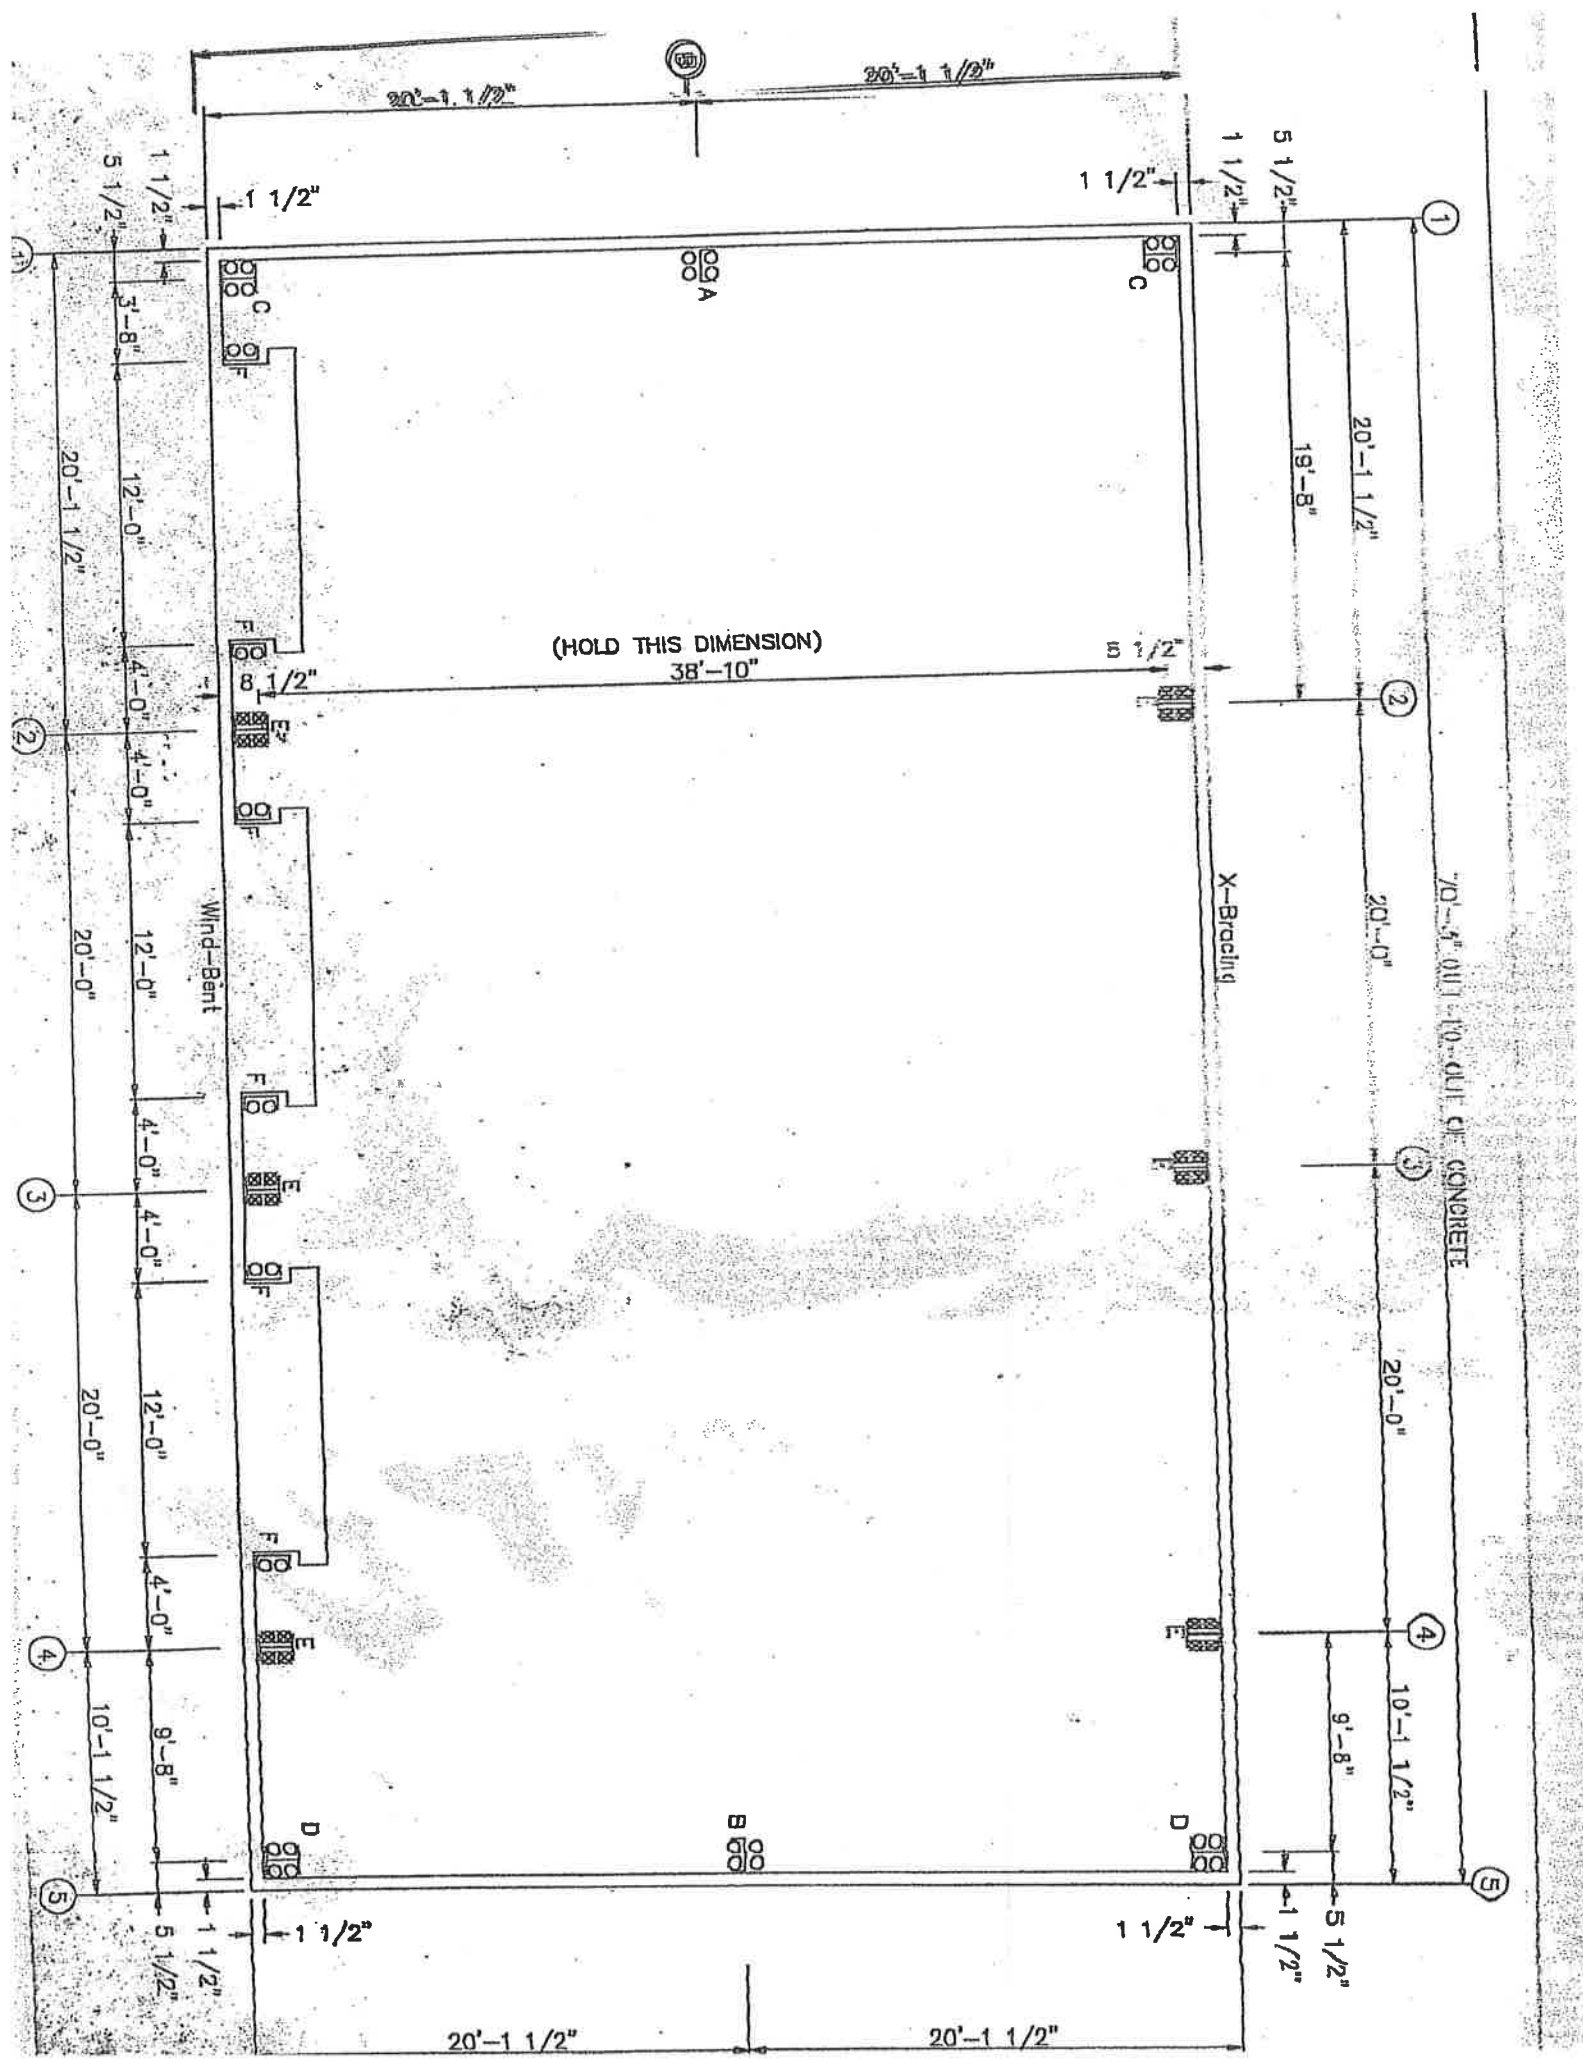 20'-1 1/2"
20'-1 1/2"
5 1/2"
1 1/2"
1 1/2"
1 1/2"
1 1/2"
5 1/2"
1
1
C
A
C
3'-8"
F
12'-0"
20'-1 1/2"
19'-8"
20'-1 1/2"
(HOLD THIS DIMENSION)
38'-10"
5 1/2"
F
8 1/2"
4'-0"
2
E
2
4'-0"
F
X-Bracing
Wind-Bent
20'-0"
12'-0"
20'-0"
70'- OUT-TO-OUT OF CONCRETE
F
4'-0"
3
E
3
4'-0"
F
20'-0"
12'-0"
20'-0"
F
4'-0"
4
E
E
4
10'-1 1/2"
9'-8"
9'-8"
10'-1 1/2"
D
B
D
5
5
5 1/2"
1 1/2"
1 1/2"
1 1/2"
1 1/2"
5 1/2"
20'-1 1/2"
20'-1 1/2"